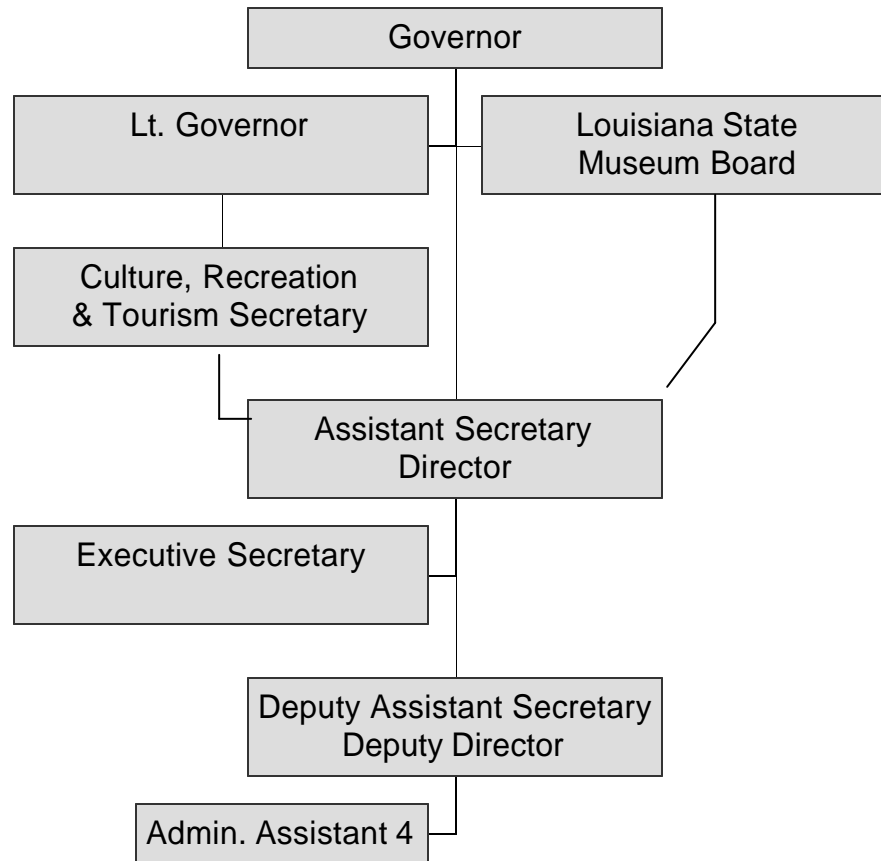 Governor
Lt. Governor
Louisiana State
Museum Board
Culture, Recreation
& Tourism Secretary
Assistant Secretary
Director
Executive Secretary
Deputy Assistant Secretary
Deputy Director
Admin. Assistant 4